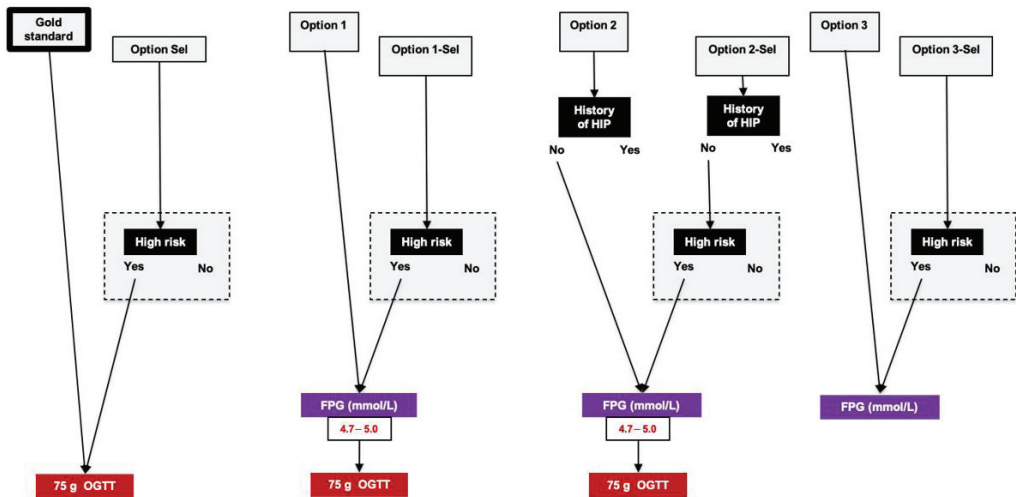 Gold
standard
Option Sel
High risk
Yes
No
75 g OGTT
Option 1
Option 1-Sel
High risk
Yes
No
FPG (mmol/L)
4.7–5.0
75 g OGTT
Option 2
Option 2-Sel
History
of HIP
No
Yes
History
of HIP
No
Yes
High risk
Yes
No
FPG (mmol/L)
4.7–5.0
75 g OGTT
Option 3
Option 3-Sel
High risk
Yes
No
FPG (mmol/L)